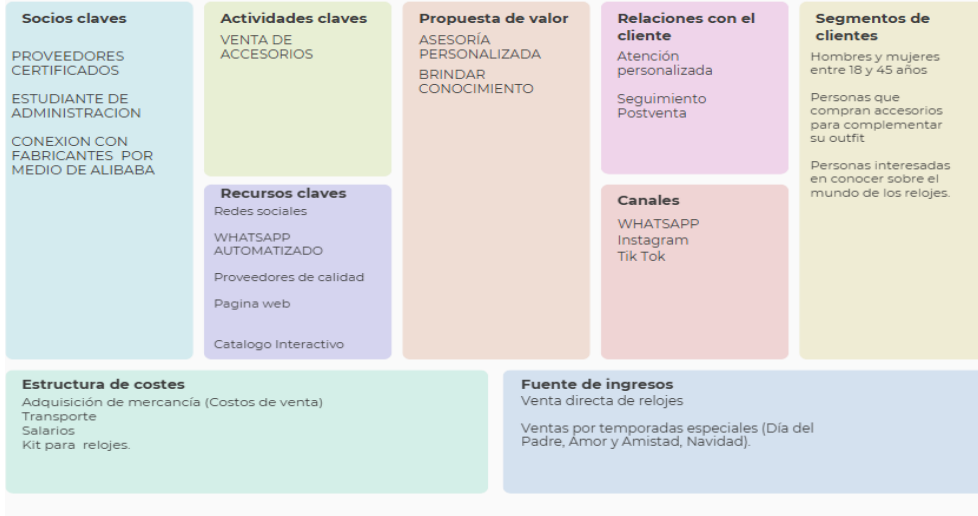 Socios claves
PROVEEDORES
CERTIFICADOS
ESTUDIANTE DE
ADMINISTRACION
CONEXION CON
FABRICANTES POR
MEDIO DE ALIBABA
Actividades claves
VENTA DE
ACCESORIOS
Recursos claves
Redes sociales
WHATSAPP
AUTOMATIZADO
Proveedores de calidad
Pagina web
Catalogo Interactivo
Propuesta de valor
ASESORÍA
PERSONALIZADA
BRINDAR
CONOCIMIENTO
Relaciones con el
cliente
Atención
personalizada
Seguimiento
Postventa
Canales
WHATSAPP
Instagram
Tik Tok
Segmentos de
clientes
Hombres y mujeres
entre 18 y 45 años
Personas que
compran accesorios
para complementar
su outfit
Personas interesadas
en conocer sobre el
mundo de los relojes.
Estructura de costes
Adquisición de mercancía (Costos de venta)
Transporte
Salarios
Kit para relojes.
Fuente de ingresos
Venta directa de relojes
Ventas por temporadas especiales (Día del
Padre, Amor y Amistad, Navidad).